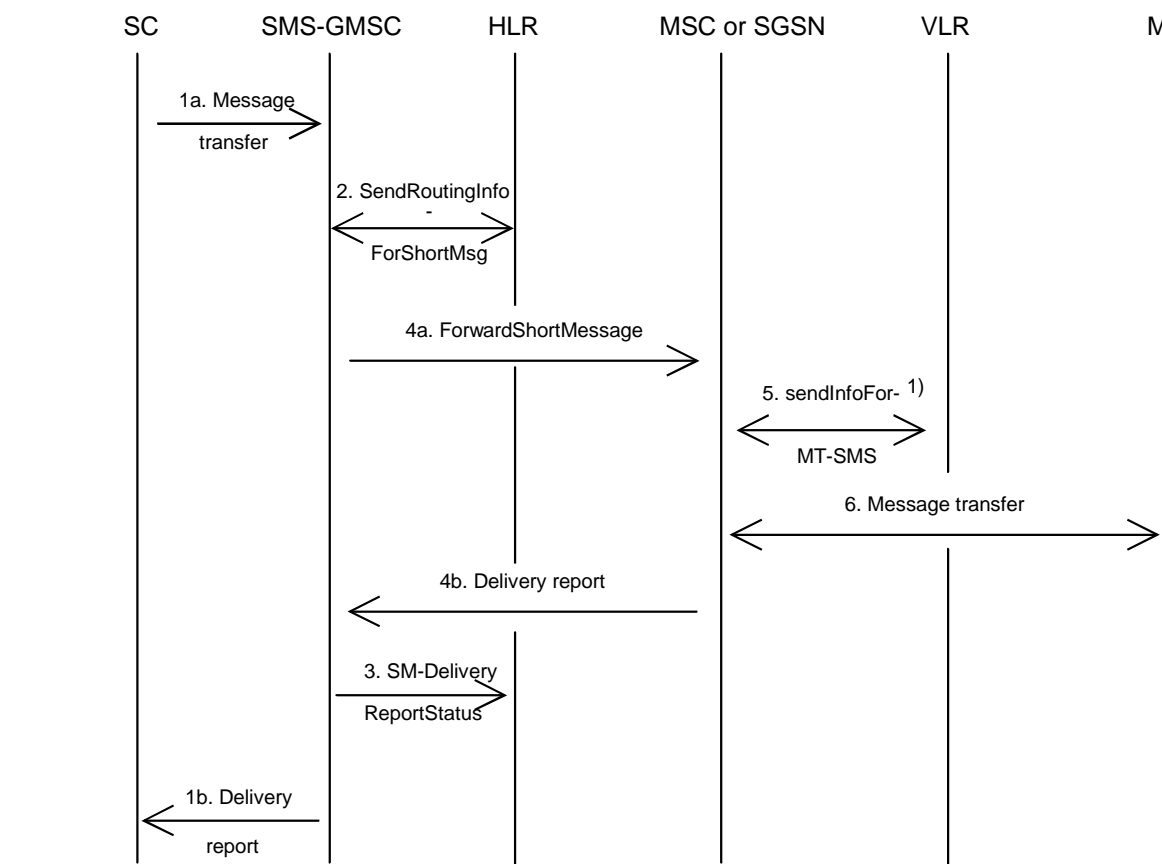 SC SMS-GMSC HLR MSC or SGSN VLR M
1a. Message
transfer
2. SendRoutingInfo
-
ForShortMsg
4a. ForwardShortMessage
5. sendInfoFor- 1)
MT-SMS
6. Message transfer
4b. Delivery report
3. SM-Delivery
ReportStatus
1b. Delivery
report